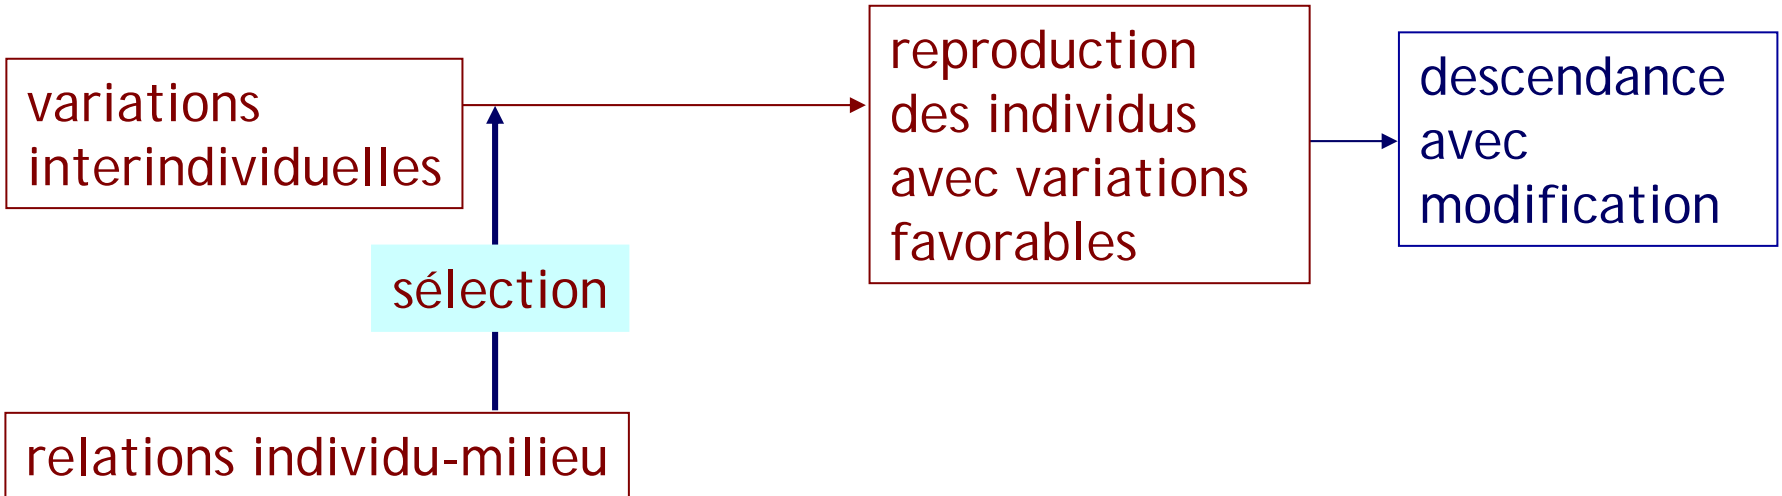 variations
interindividuelles
sélection
relations individu-milieu
reproduction
des individus
avec variations
favorables
descendance
avec
modification